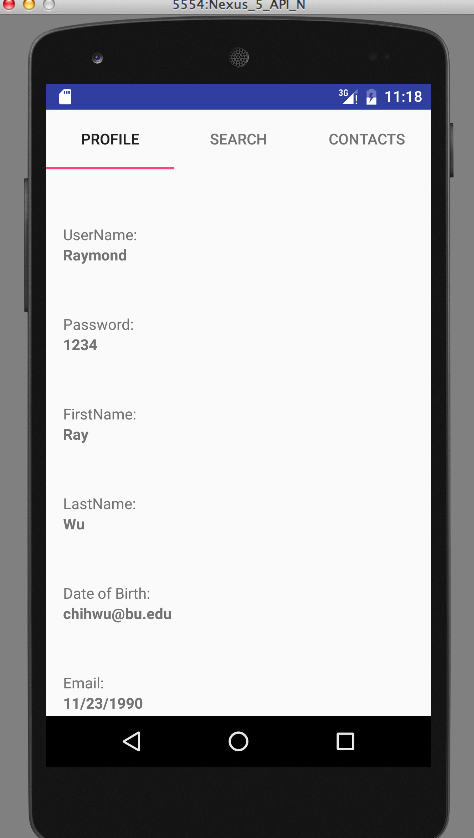 5554:Nexus_5_API_N
3G 11:18
PROFILE SEARCH CONTACTS
UserName:
Raymond
Password:
1234
FirstName:
Ray
LastName:
Wu
Date of Birth:
chihwu@bu.edu
Email:
11/23/1990